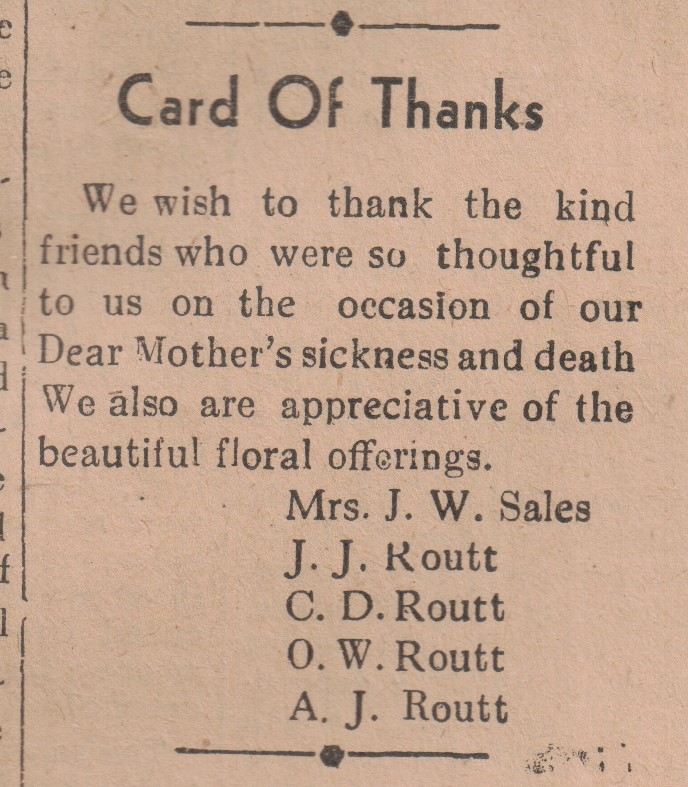 Card Of Thanks
We wish to thank the kind
friends who were so thoughtful
to us on the occasion of our
Dear Mother's sickness and death
We also are appreciative of the
beautiful floral offerings.
Mrs. J. W. Sales
J. J. Routt
C. D. Routt
O. W. Routt
A. J. Routt